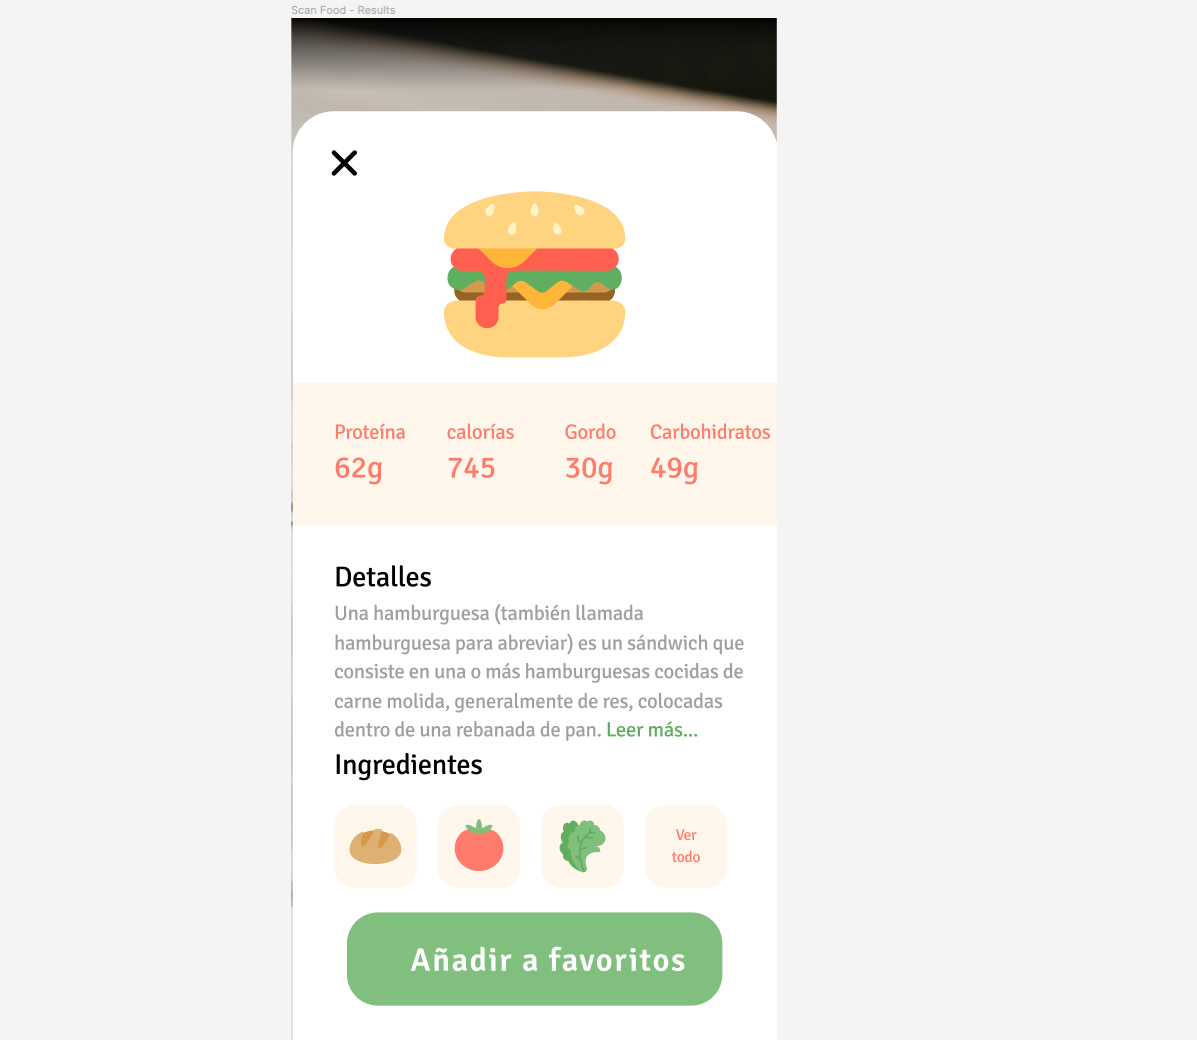 Scan Food - Results
Proteína calorías Gordo Carbohidratos
62g 745 30g 49g
Detalles
Una hamburguesa (también llamada
hamburguesa para abreviar) es un sándwich que
consiste en una o más hamburguesas cocidas de
carne molida, generalmente de res, colocadas
dentro de una rebanada de pan. Leer más...
Ingredientes
Ver
todo
Añadir a favoritos